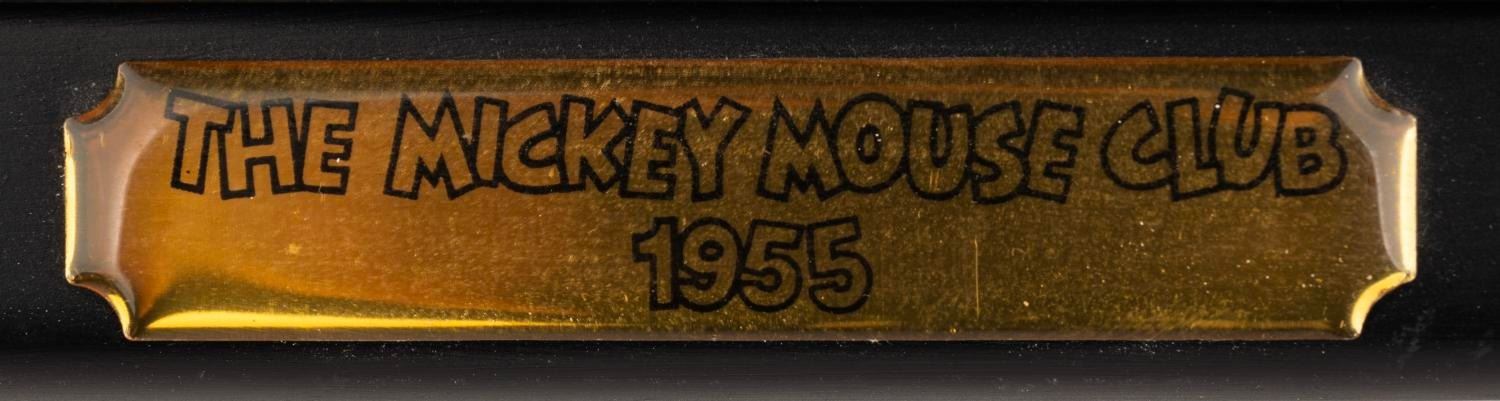 THE MICKEY MOUSE CLUB
1955